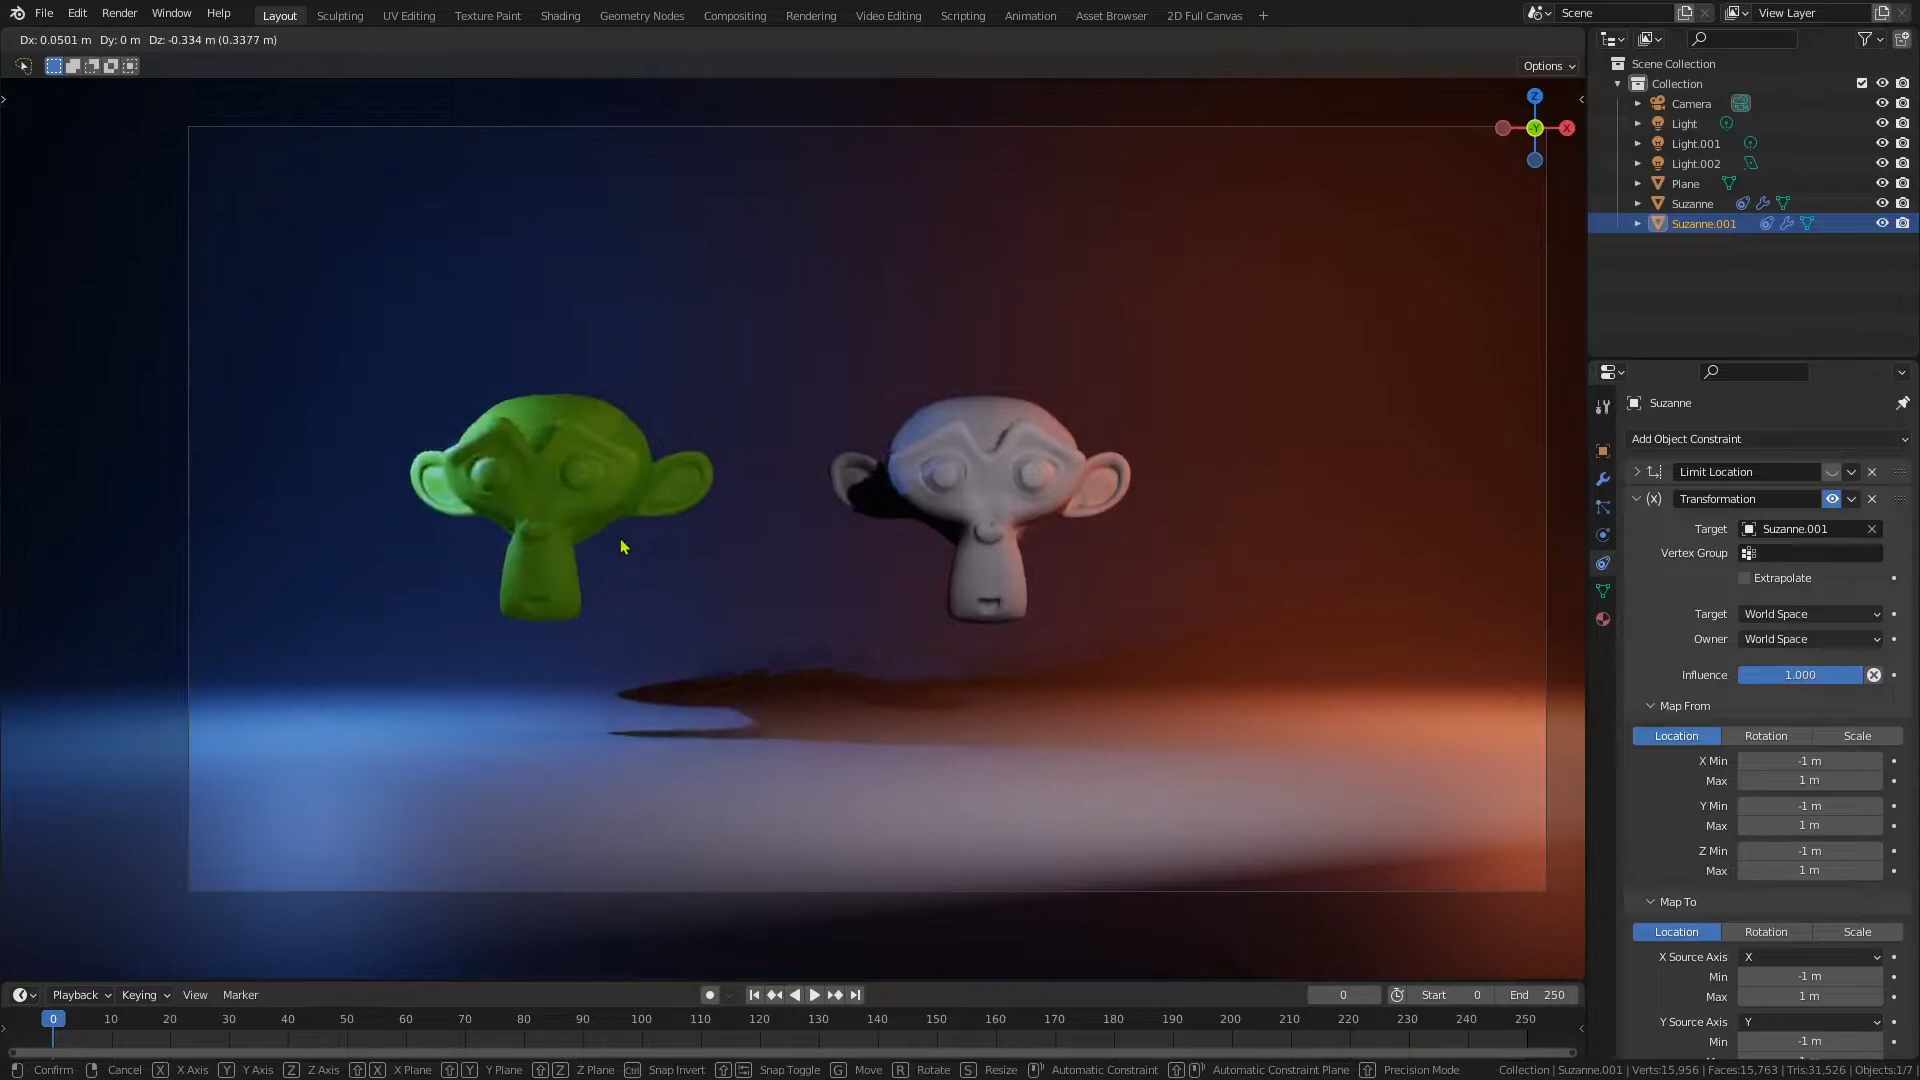 File Edit Render Window Help Layout Sculpting UV Editing Texture Paint Shading Geometry Nodes Compositing Rendering Video Editing Scripting Animation Asset Browser 2D Full Canvas + Scene View Layer
Dx: 0.0501 m Dy: 0 m Dz: -0.334 m (0.3377 m)
Options
Z
Y
X
Scene Collection
Collection
Camera
Light
Light.001
Light.002
Plane
Suzanne
Suzanne.001
Suzanne
Add Object Constraint
Limit Location
(x) Transformation
Target Suzanne.001
Vertex Group
Extrapolate
Target World Space
Owner World Space
Influence 1.000
Map From
Location Rotation Scale
X Min -1 m
Max 1 m
Y Min -1 m
Max 1 m
Z Min -1 m
Max 1 m
Map To
Location Rotation Scale
X Source Axis X
Min -1 m
Max -1 m
Y Source Axis Y
Min -1 m
Playback Keying View Marker 0 Start 0 End 250
0 10 20 30 40 50 60 70 80 90 100 110 120 130 140 150 160 170 180 190 200 210 220 230 240 250
Confirm Cancel X X Axis Y Y Axis Z Z Axis X X Plane Y Y Plane Z Z Plane Ctrl Snap Invert Snap Toggle G Move R Rotate S Resize Automatic Constraint Automatic Constraint Plane Precision Mode Collection | Suzanne.001 | Verts:15,956 | Faces:15,763 | Tris:31,526 | Objects:1/7